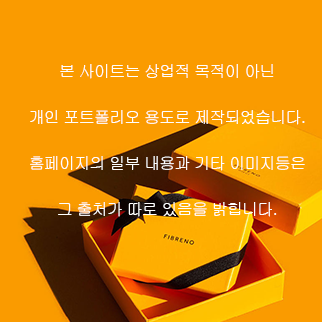 본 사이트는 상업적 목적이 아닌
개인 포트폴리오 용도로 제작되었습니다.
홈페이지의 일부 내용과 기타 이미지등은
그 출처가 따로 있음을 밝힙니다.
FIBRENO